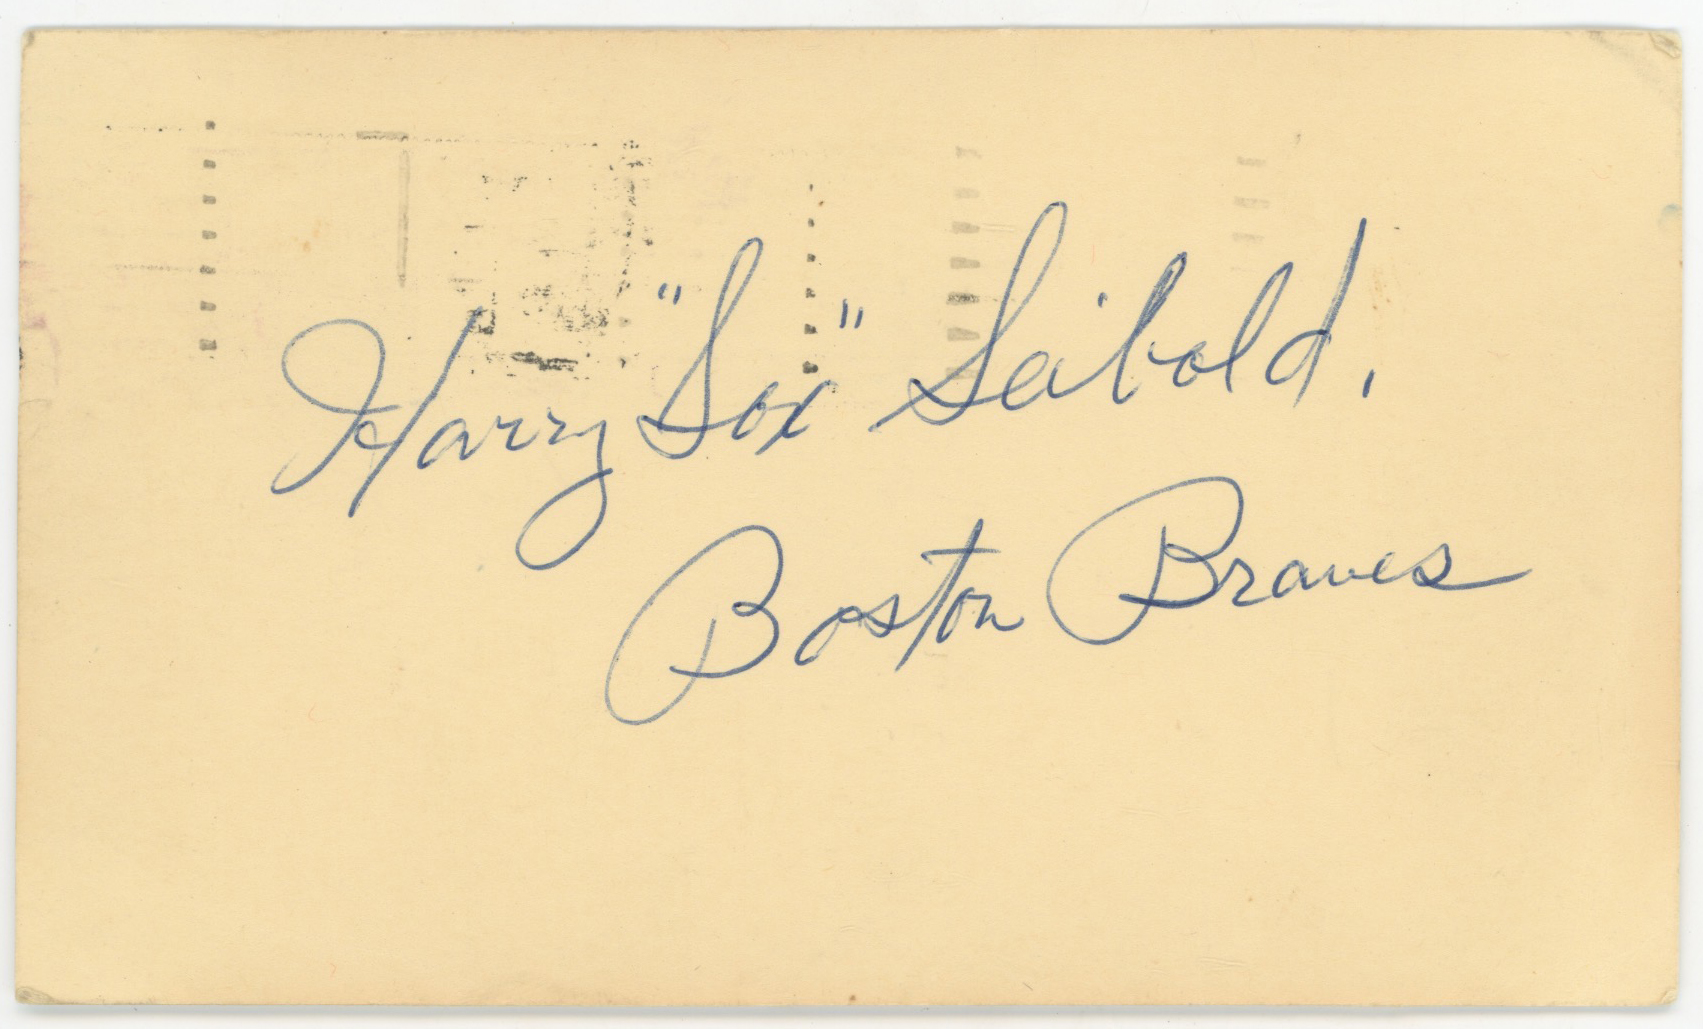 Harry "Sox" Seibold.
Boston Braves